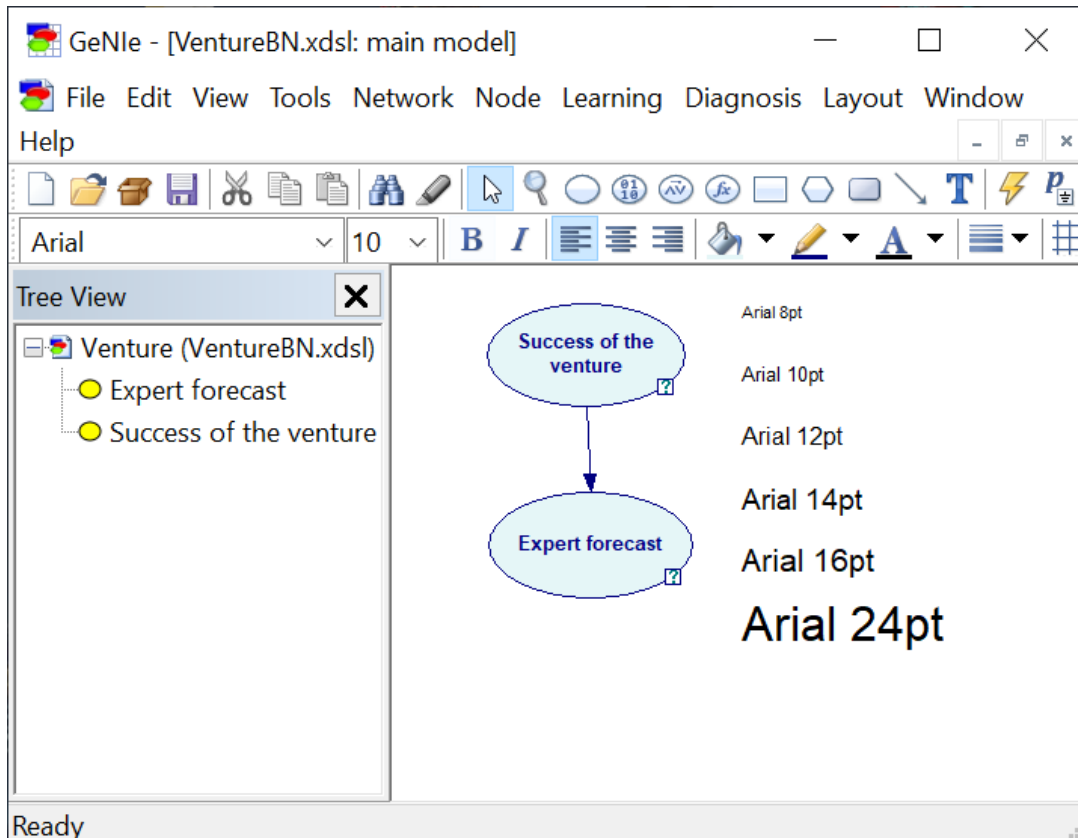 GeNIe - [VentureBN.xdsl: main model]
File Edit View Tools Network Node Learning Diagnosis Layout Window
Help
Arial 10 B I A
Tree View
Venture (VentureBN.xdsl)
Expert forecast
Success of the venture
Success of the
venture
?
Expert forecast
?
Arial 8pt
Arial 10pt
Arial 12pt
Arial 14pt
Arial 16pt
Arial 24pt
Ready